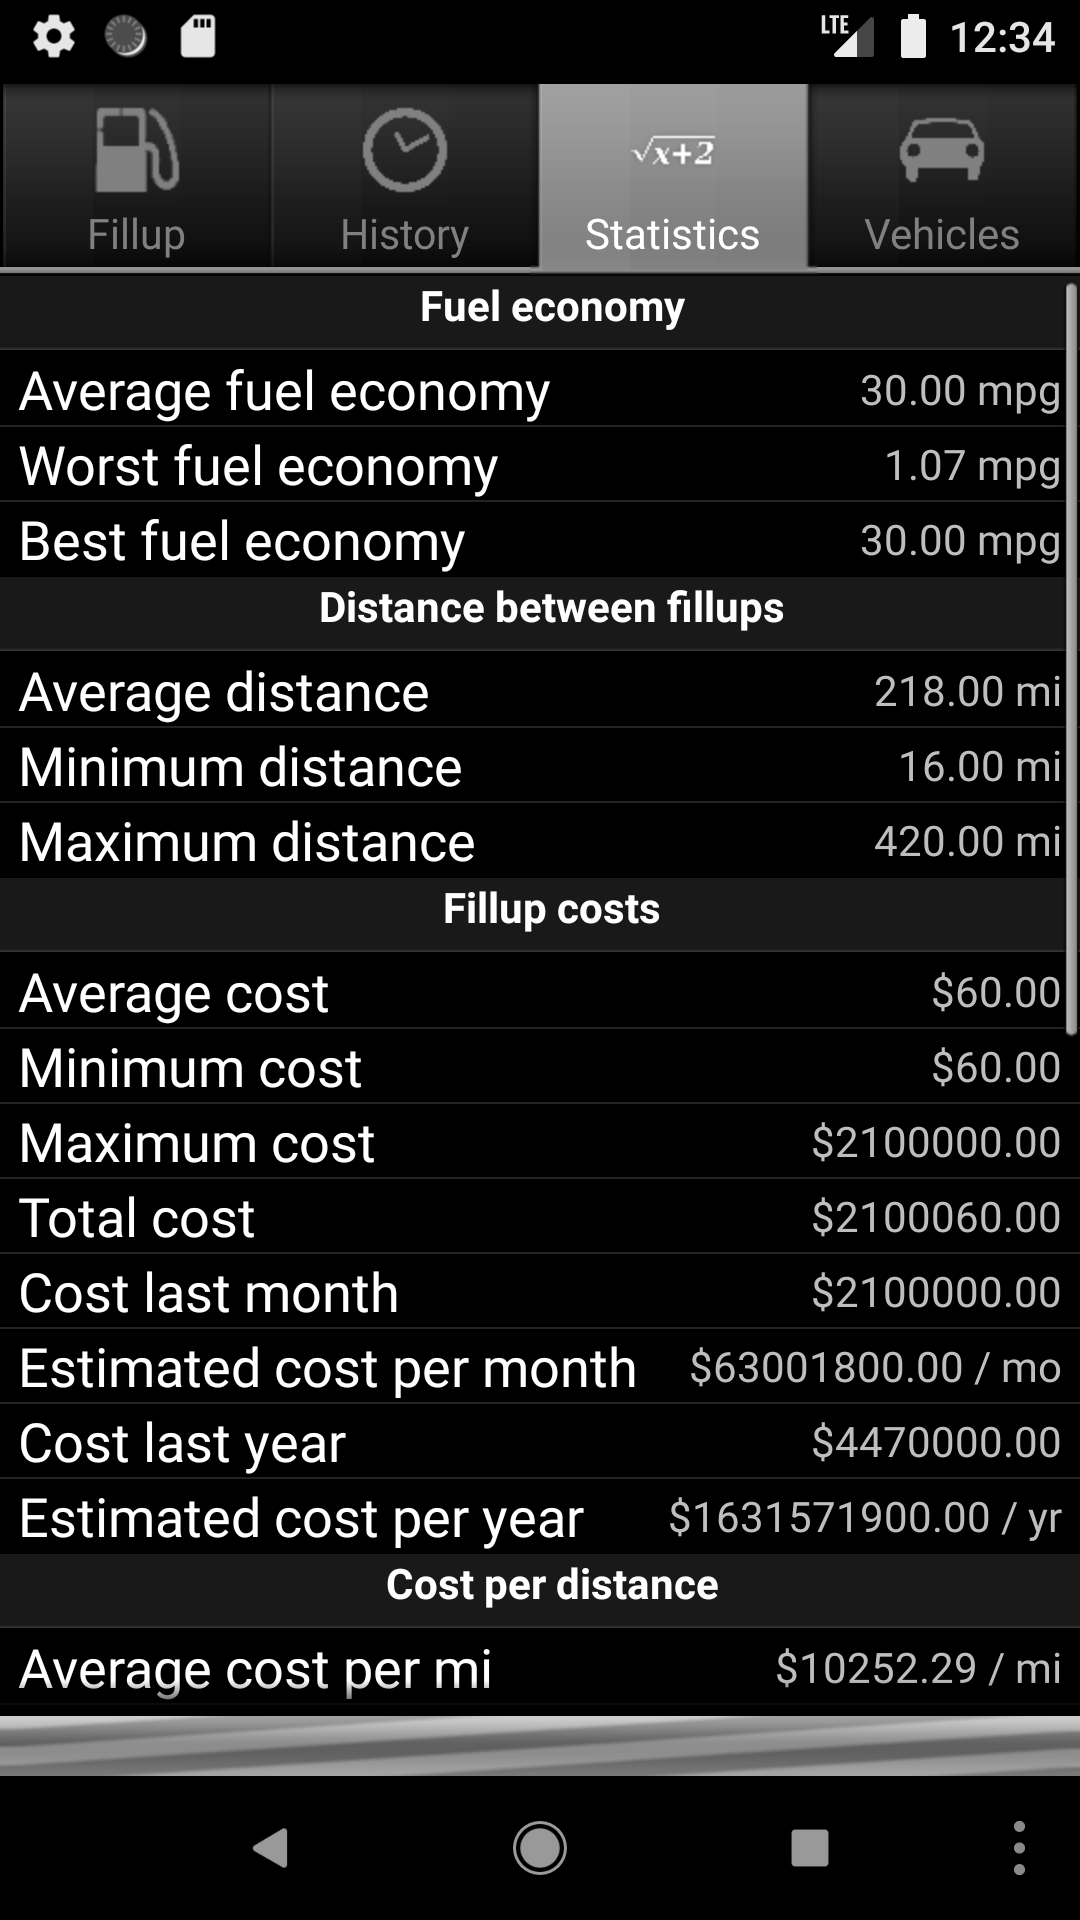 LTE 12:34
√x+2
Fillup History Statistics Vehicles
Fuel economy
Average fuel economy 30.00 mpg
Worst fuel economy 1.07 mpg
Best fuel economy 30.00 mpg
Distance between fillups
Average distance 218.00 mi
Minimum distance 16.00 mi
Maximum distance 420.00 mi
Fillup costs
Average cost $60.00
Minimum cost $60.00
Maximum cost $2100000.00
Total cost $2100060.00
Cost last month $2100000.00
Estimated cost per month $63001800.00 / mo
Cost last year $4470000.00
Estimated cost per year $1631571900.00 / yr
Cost per distance
Average cost per mi $10252.29 / mi